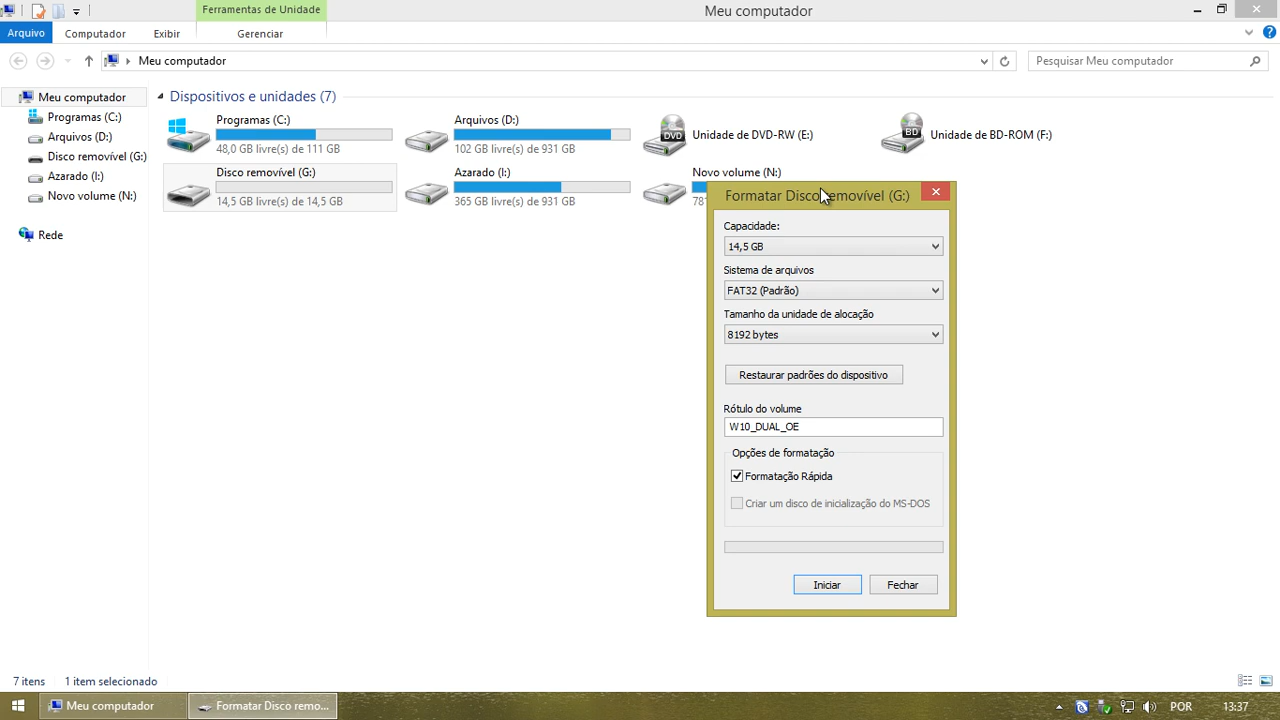 Ferramentas de Unidade
Meu computador
Arquivo
Computador
Exibir
Gerenciar
Meu computador
Pesquisar Meu computador
Meu computador
Programas (C:)
Arquivos (D:)
Disco removível (G:)
Azarado (I:)
Novo volume (N:)
Rede
Dispositivos e unidades (7)
Programas (C:)
48,0 GB livre(s) de 111 GB
Arquivos (D:)
102 GB livre(s) de 931 GB
DVD
Unidade de DVD-RW (E:)
BD
Unidade de BD-ROM (F:)
Disco removível (G:)
14,5 GB livre(s) de 14,5 GB
Azarado (I:)
365 GB livre(s) de 931 GB
Novo volume (N:)
Formatar Disco removível (G:)
Capacidade:
14,5 GB
Sistema de arquivos
FAT32 (Padrão)
Tamanho da unidade de alocação
8192 bytes
Restaurar padrões do dispositivo
Rótulo do volume
W10_DUAL_OE
Opções de formatação
Formatação Rápida
Criar um disco de inicialização do MS-DOS
Iniciar
Fechar
7 itens
1 item selecionado
Meu computador
Formatar Disco remo...
POR
13:37